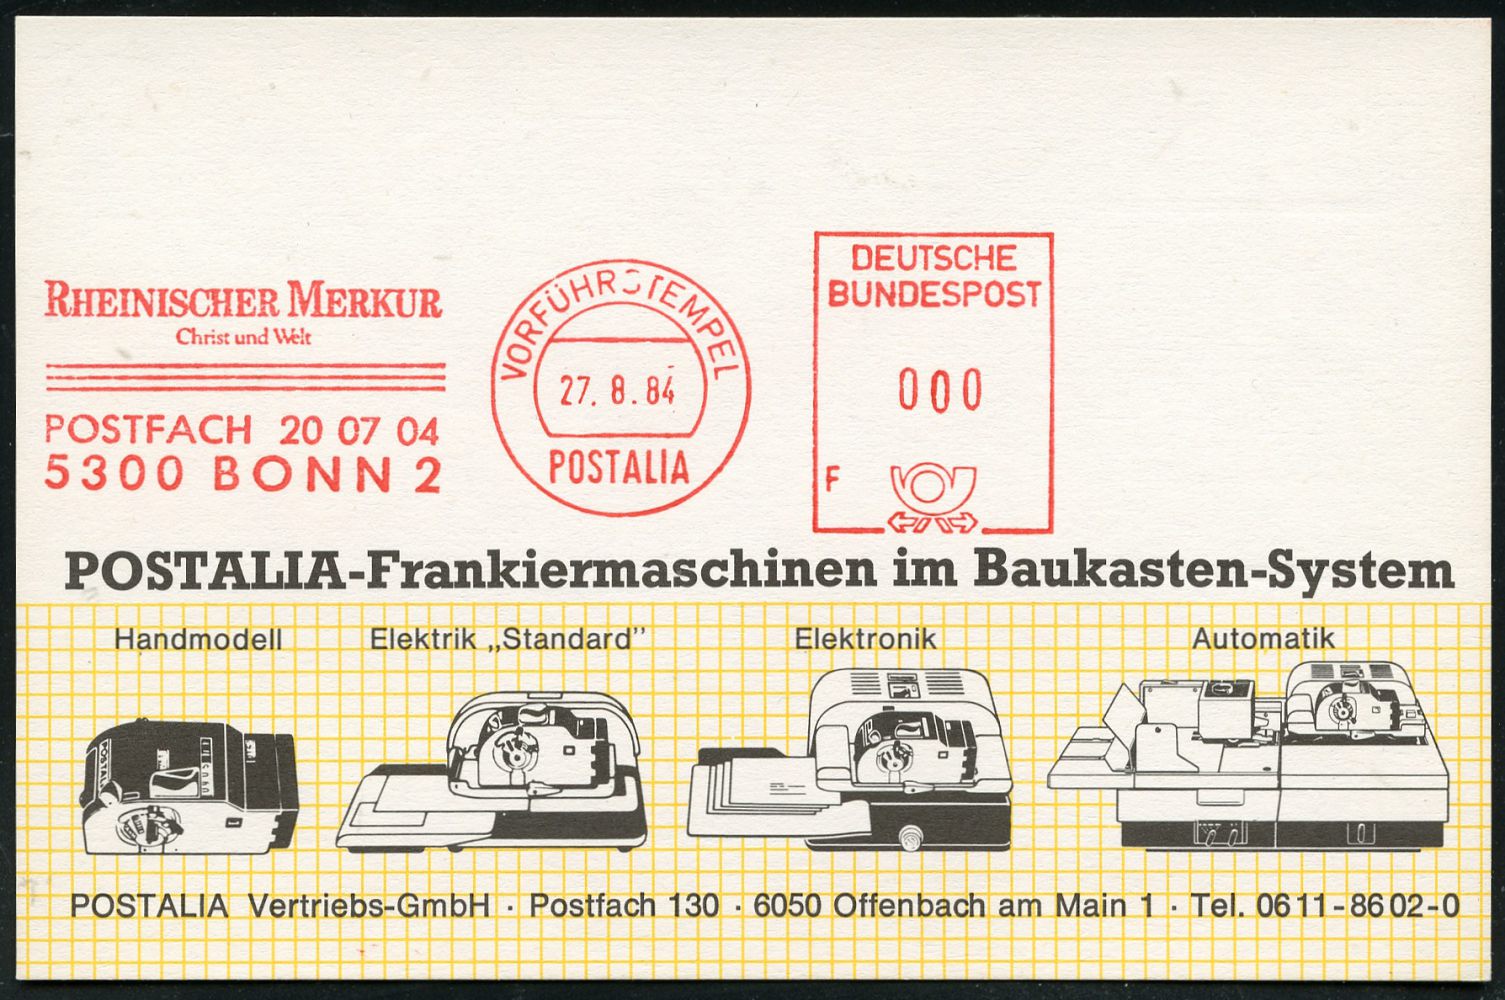 RHEINISCHER MERKUR
Christ und Welt
POSTFACH 20 07 04
5300 BONN 2
VORFÜHRSTEMPEL
27. 8. 84
POSTALIA
DEUTSCHE
BUNDESPOST
000
F
POSTALIA-Frankiermaschinen im Baukasten-System
Handmodell
Elektrik „Standard”
Elektronik
Automatik
POSTALIA
POSTALIA Vertriebs-GmbH · Postfach 130 · 6050 Offenbach am Main 1 · Tel. 0611-8602-0